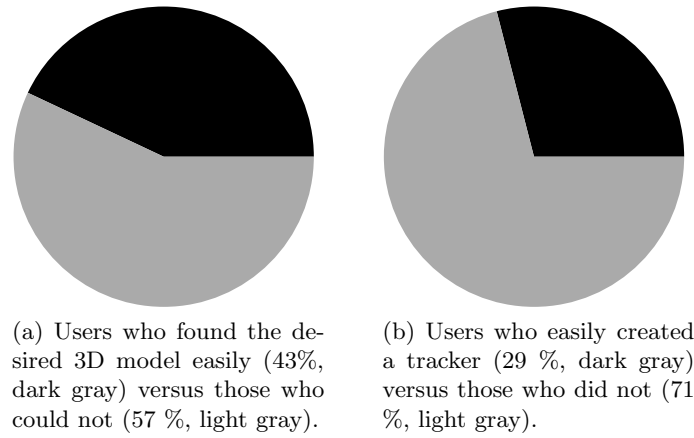 (a) Users who found the de-
sired 3D model easily (43%,
dark gray) versus those who
could not (57 %, light gray).
(b) Users who easily created
a tracker (29 %, dark gray)
versus those who did not (71
%, light gray).